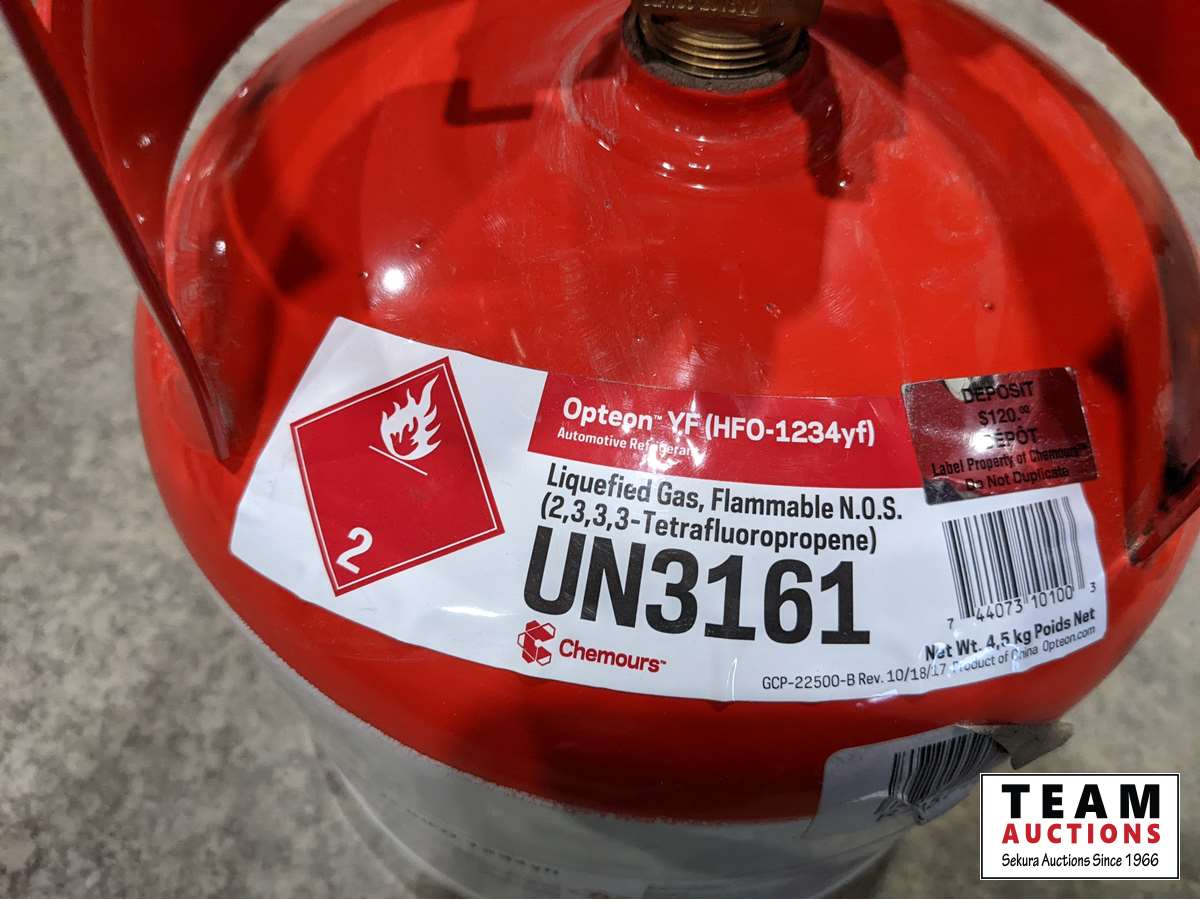 Opteon™ YF (HFO-1234yf)
Automotive Refrigerant
Liquefied Gas, Flammable N.O.S.
(2,3,3,3-Tetrafluoropropene)
UN3161
2
Chemours™
DEPOSIT
$120.00
DEPÔT
Label Property of Chemours™
Do Not Duplicate
7 44073 10100 3
Net Wt. 4,5 kg Poids Net
GCP-22500-B Rev. 10/18/17 Product of China Opteon.com
TEAM
AUCTIONS
Sekura Auctions Since 1966